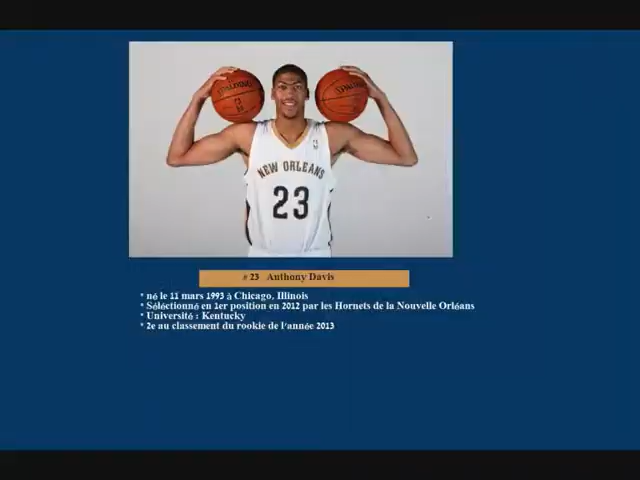 SPALDING
SPALDING
NEW ORLEANS
23
# 23 Anthony Davis
* né le 11 mars 1993 à Chicago, Illinois
* Séléctionné en 1er position en 2012 par les Hornets de la Nouvelle Orléans
* Université : Kentucky
* 2e au classement du rookie de l'année 2013